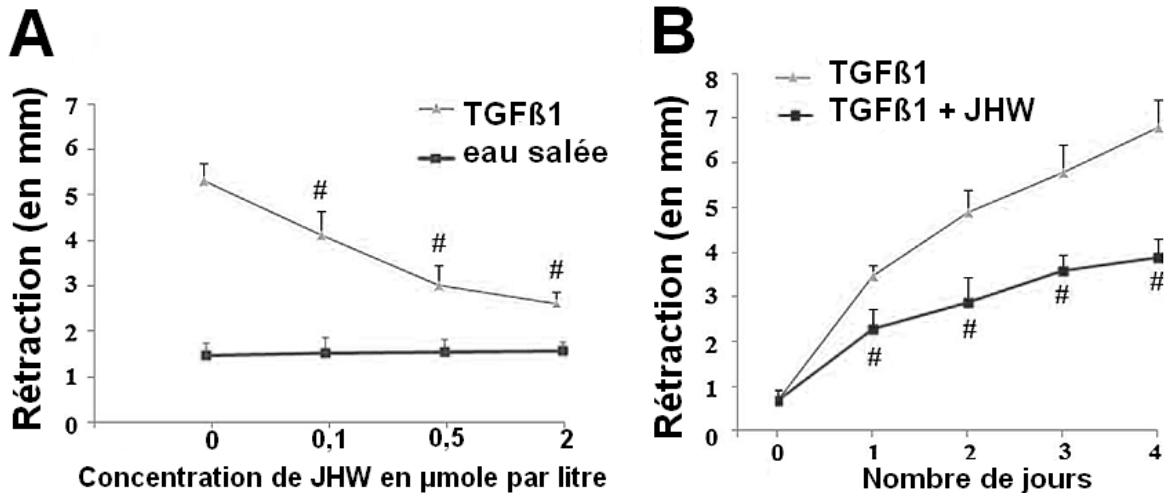 A
Rétraction (en mm)
7
6
5
4
3
2
1
0
TGFß1
eau salée
#
#
#
0 0,1 0,5 2
Concentration de JHW en µmole par litre
B
Rétraction (en mm)
8
7
6
5
4
3
2
1
0
TGFß1
TGFß1 + JHW
#
#
#
#
0 1 2 3 4
Nombre de jours